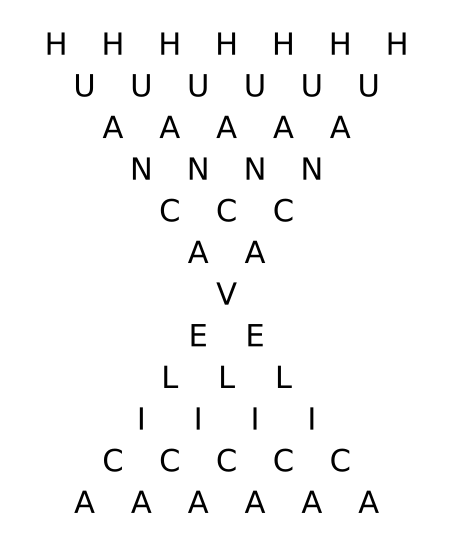 H H H H H H H
U U U U U U
A A A A A
N N N N
C C C
A A
V
E E
L L L
I I I I
C C C C C
A A A A A A